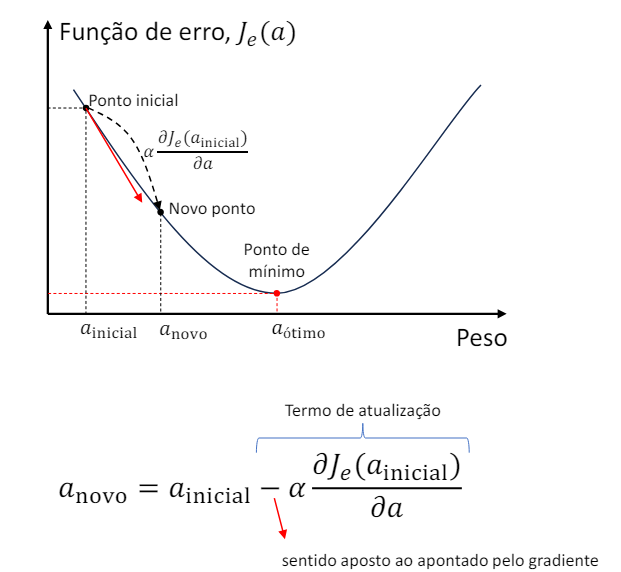 Função de erro, J_e(a)
Ponto inicial
α ∂J_e(a_inicial)/∂a
Novo ponto
Ponto de
mínimo
a_inicial a_novo a_ótimo
Peso
Termo de atualização
a_novo = a_inicial − α ∂J_e(a_inicial)/∂a
sentido aposto ao apontado pelo gradiente